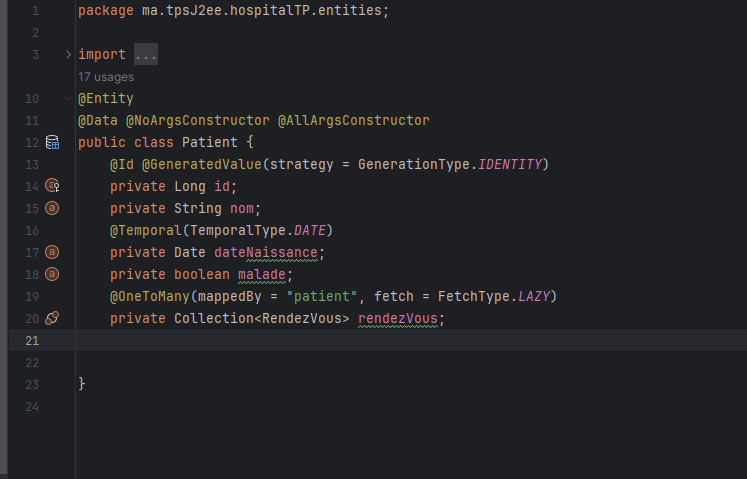 1 package ma.tpsJ2ee.hospitalTP.entities;
2
3 import ...
17 usages
10 @Entity
11 @Data @NoArgsConstructor @AllArgsConstructor
12 public class Patient {
13 @Id @GeneratedValue(strategy = GenerationType.IDENTITY)
14 private Long id;
15 private String nom;
16 @Temporal(TemporalType.DATE)
17 private Date dateNaissance;
18 private boolean malade;
19 @OneToMany(mappedBy = "patient", fetch = FetchType.LAZY)
20 private Collection<RendezVous> rendezVous;
21
22
23 }
24